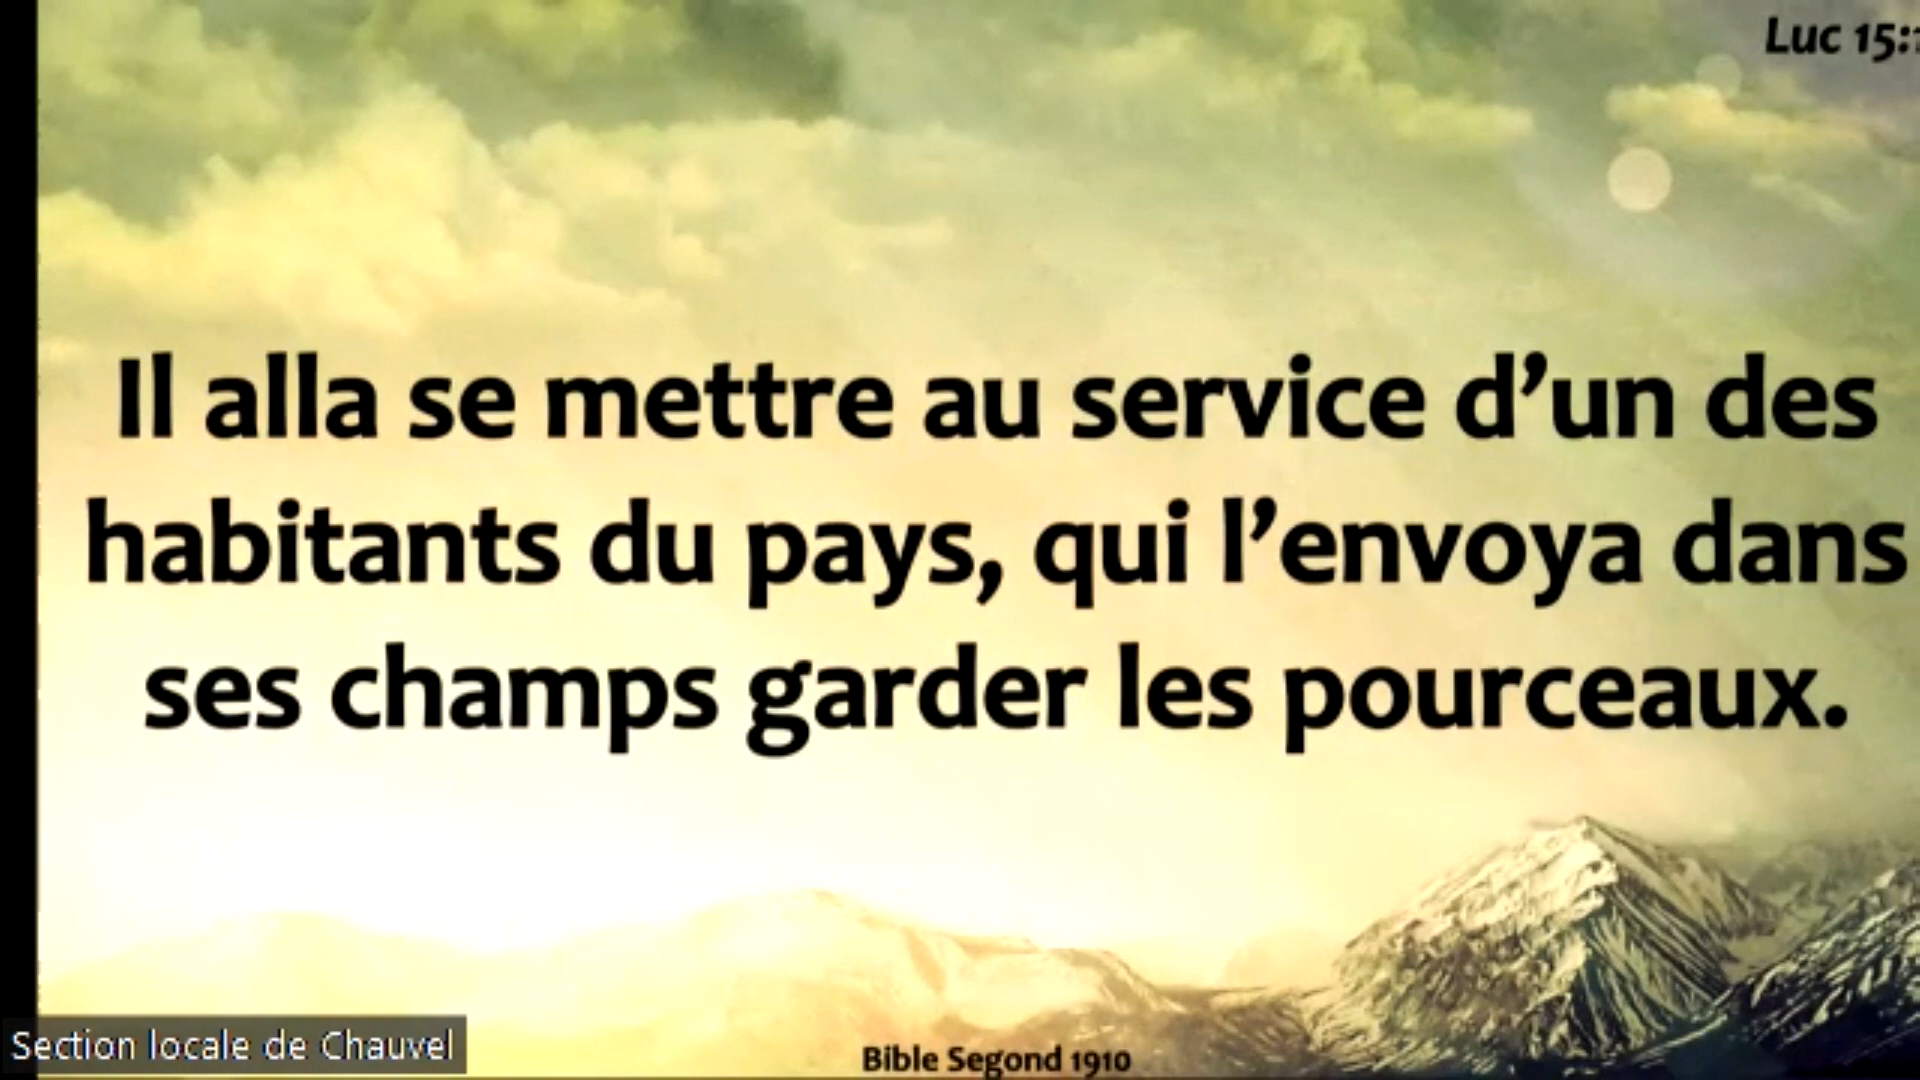 Luc 15:
Il alla se mettre au service d’un des
habitants du pays, qui l’envoya dans
ses champs garder les pourceaux.
Section locale de Chauvel
Bible Segond 1910